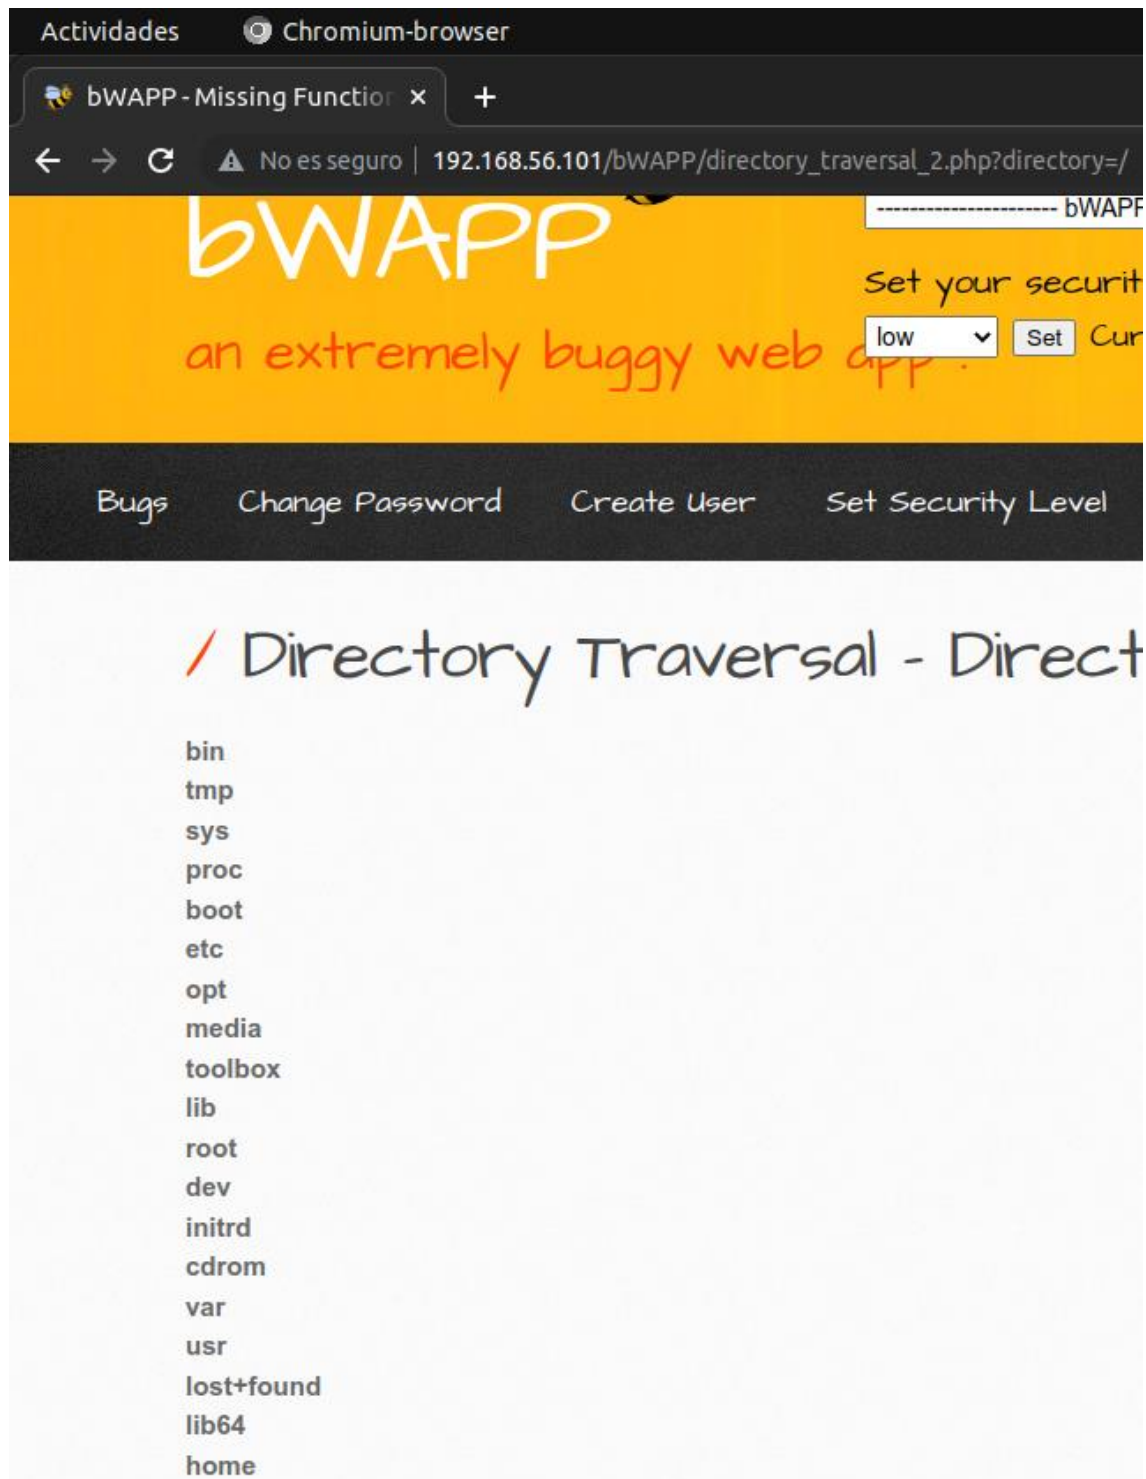 Actividades Chromium-browser
bWAPP - Missing Function
No es seguro | 192.168.56.101/bWAPP/directory_traversal_2.php?directory=/
bWAPP
---------------------- bWAPP
Set your securit
an extremely buggy web app !
low Set Cur
Bugs Change Password Create User Set Security Level
/ Directory Traversal - Direct
bin
tmp
sys
proc
boot
etc
opt
media
toolbox
lib
root
dev
initrd
cdrom
var
usr
lost+found
lib64
home